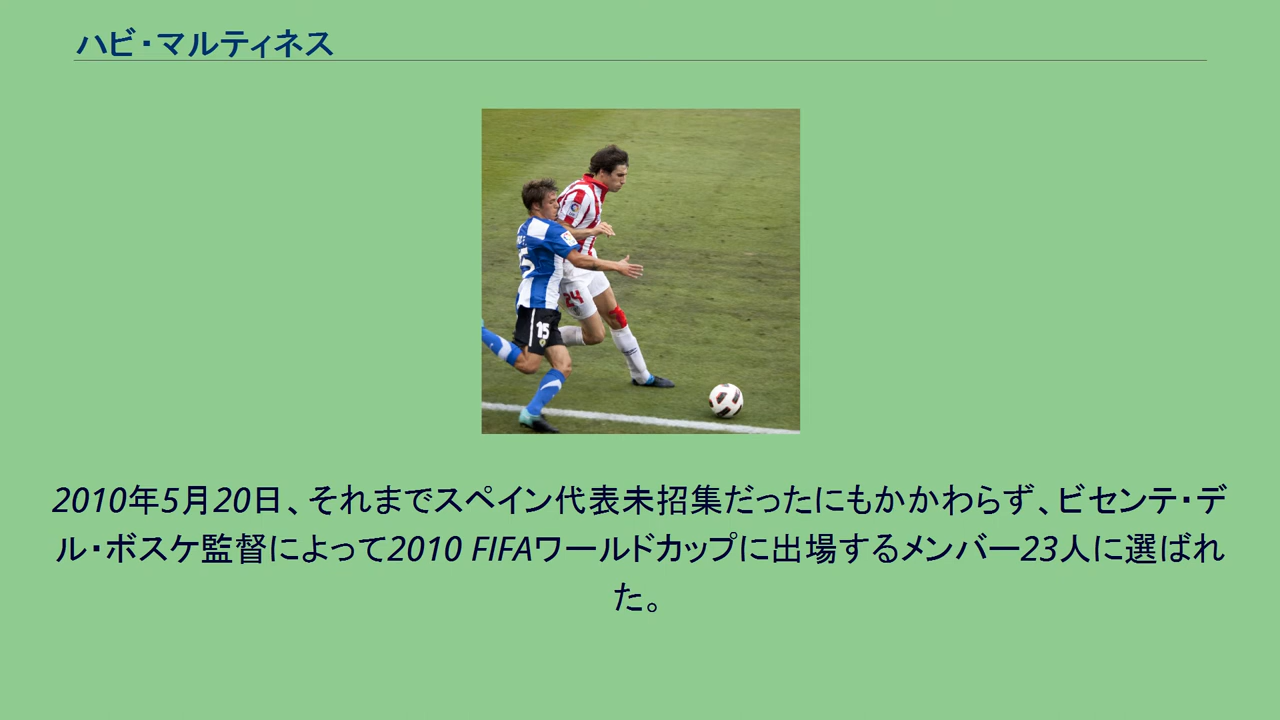 ハビ・マルティネス
24
15
15
2010年5月20日、それまでスペイン代表未招集だったにもかかわらず、ビセンテ・デ
ル・ボスケ監督によって2010 FIFAワールドカップに出場するメンバー23人に選ばれ
た。